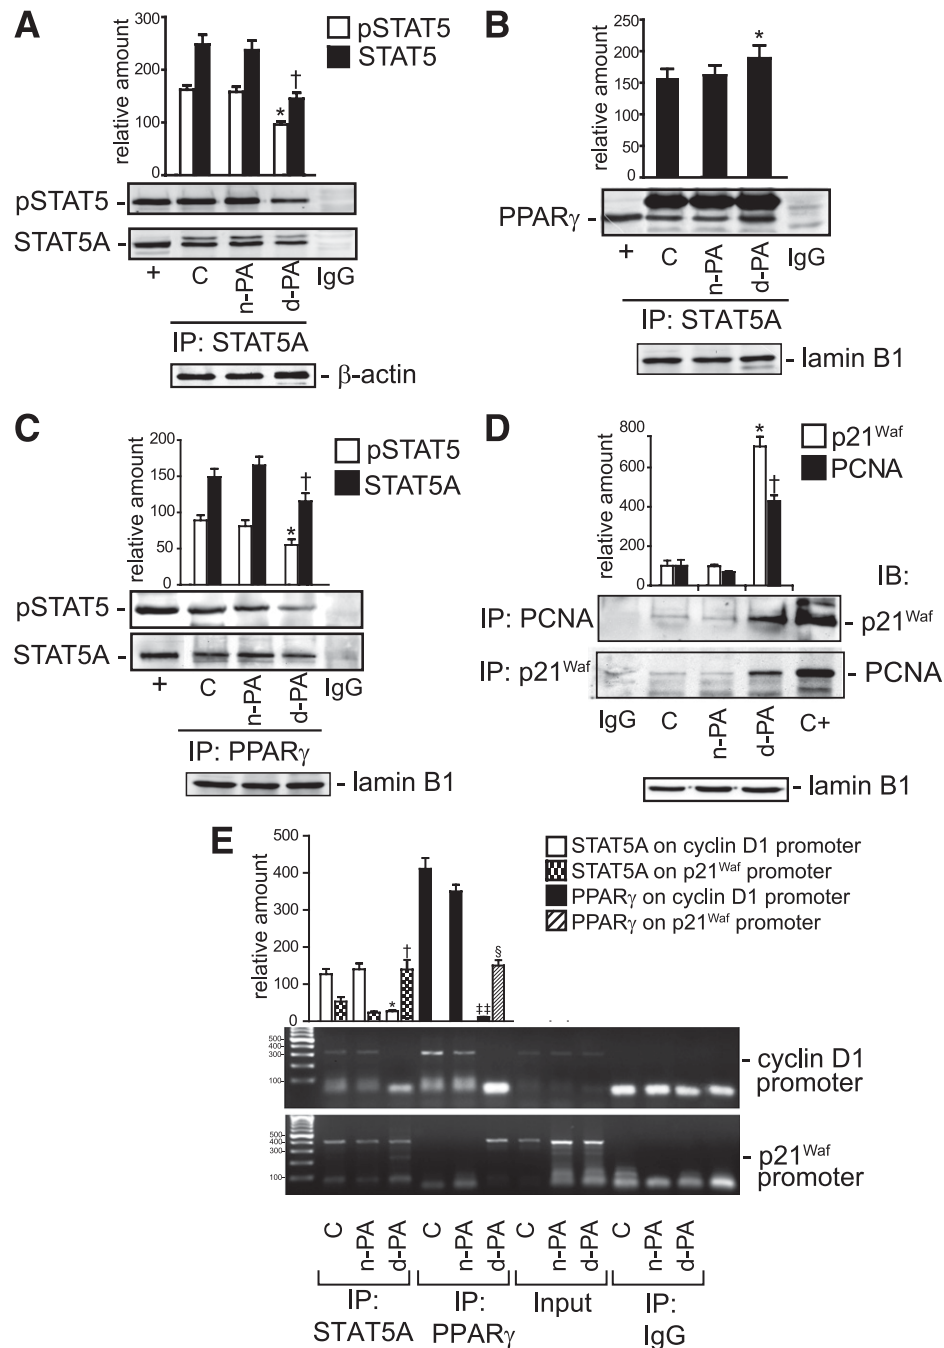 A
300
200
100
0
relative amount
pSTAT5
STAT5
*
†
pSTAT5 -
STAT5A -
+ C n-PA d-PA IgG
IP: STAT5A
- β-actin
B
250
200
150
100
50
0
relative amount
*
PPARγ -
+ C n-PA d-PA IgG
IP: STAT5A
- lamin B1
C
200
150
100
50
0
relative amount
pSTAT5
STAT5A
*
†
pSTAT5 -
STAT5A -
+ C n-PA d-PA IgG
IP: PPARγ
- lamin B1
D
800
600
400
200
0
relative amount
p21Waf
PCNA
*
†
IB:
IP: PCNA - p21Waf
IP: p21Waf - PCNA
IgG C n-PA d-PA C+
- lamin B1
E
500
400
300
200
100
0
relative amount
STAT5A on cyclin D1 promoter
STAT5A on p21Waf promoter
PPARγ on cyclin D1 promoter
PPARγ on p21Waf promoter
*
†
‡‡
§
500
400
300
100
- cyclin D1
promoter
500
400
300
100
- p21Waf
promoter
C n-PA d-PA C n-PA d-PA C n-PA d-PA C n-PA d-PA
IP: IP: Input IP:
STAT5A PPARγ IgG